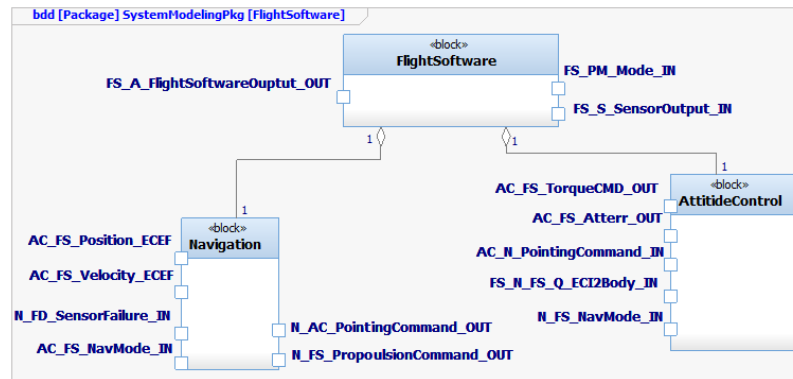 bdd [Package] SystemModelingPkg [FlightSoftware]
«block»
FlightSoftware
FS_A_FlightSoftwareOuptut_OUT
FS_PM_Mode_IN
FS_S_SensorOutput_IN
1
1
1
1
«block»
Navigation
AC_FS_Position_ECEF
AC_FS_Velocity_ECEF
N_FD_SensorFailure_IN
AC_FS_NavMode_IN
N_AC_PointingCommand_OUT
N_FS_PropoulsionCommand_OUT
«block»
AttitideControl
AC_FS_TorqueCMD_OUT
AC_FS_Atterr_OUT
AC_N_PointingCommand_IN
FS_N_FS_Q_ECI2Body_IN
N_FS_NavMode_IN